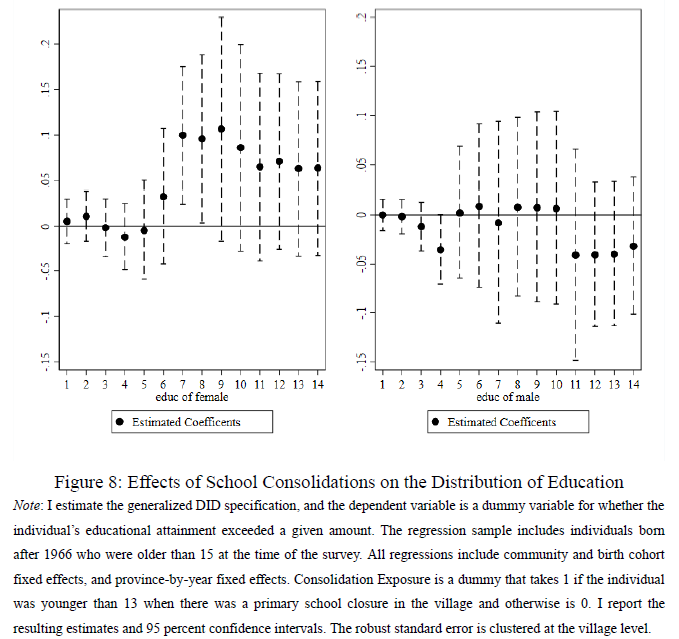 .2
.15
.1
.05
0
-.05
-.1
-.15
1 2 3 4 5 6 7 8 9 10 11 12 13 14
educ of female
Estimated Coefficents
.2
.15
.1
.05
0
-.05
-.1
-.15
1 2 3 4 5 6 7 8 9 10 11 12 13 14
educ of male
Estimated Coefficents
Figure 8: Effects of School Consolidations on the Distribution of Education
Note: I estimate the generalized DID specification, and the dependent variable is a dummy variable for whether the
individual's educational attainment exceeded a given amount. The regression sample includes individuals born
after 1966 who were older than 15 at the time of the survey. All regressions include community and birth cohort
fixed effects, and province-by-year fixed effects. Consolidation Exposure is a dummy that takes 1 if the individual
was younger than 13 when there was a primary school closure in the village and otherwise is 0. I report the
resulting estimates and 95 percent confidence intervals. The robust standard error is clustered at the village level.